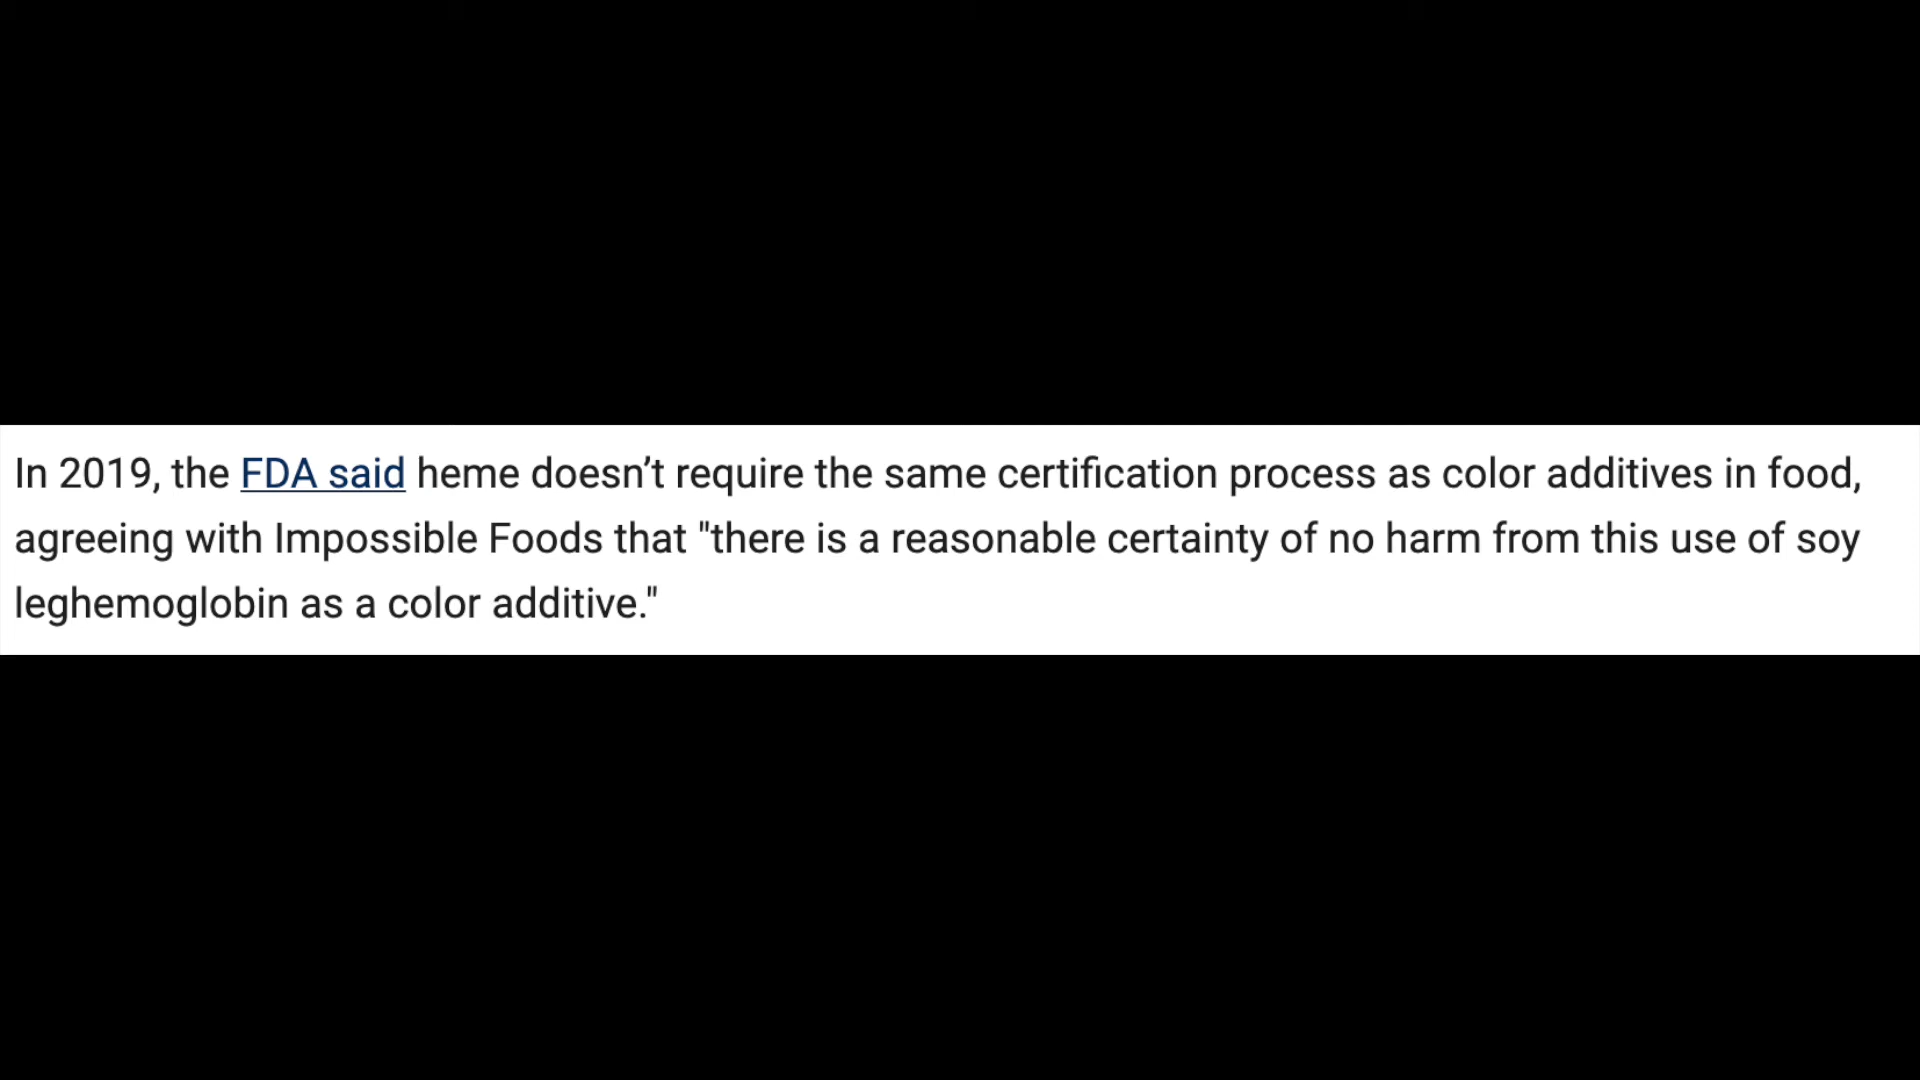 In 2019, the FDA said heme doesn’t require the same certification process as color additives in food,
agreeing with Impossible Foods that "there is a reasonable certainty of no harm from this use of soy
leghemoglobin as a color additive."